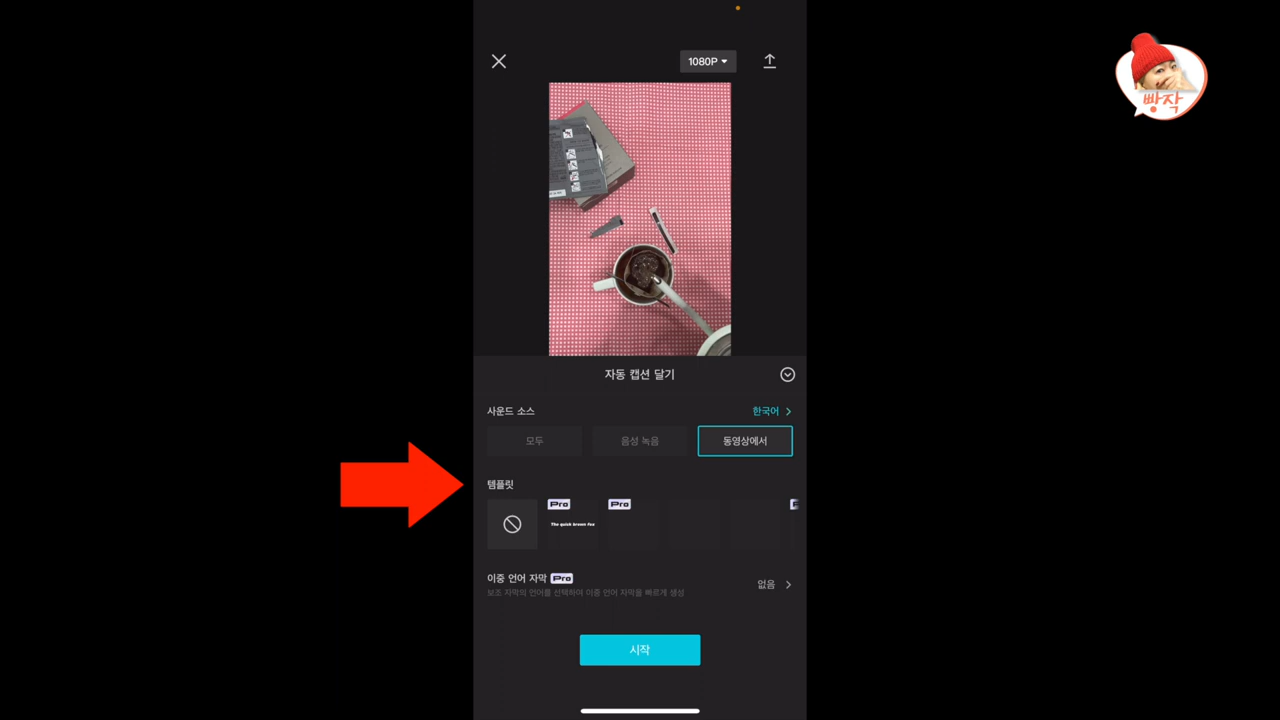 1080P
빵작
자동 캡션 달기
사운드 소스
한국어
모두
음성 녹음
동영상에서
템플릿
Pro
Pro
The quick brown fox
이중 언어 자막 Pro
없음
보조 자막의 언어를 선택하여 이중 언어 자막을 빠르게 생성
시작